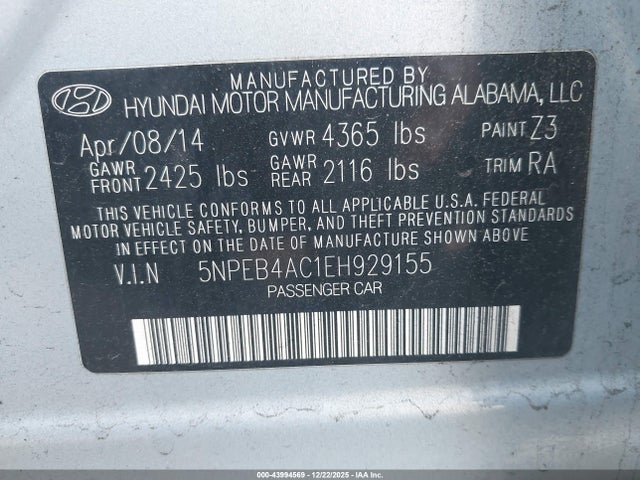 MANUFACTURED BY
HYUNDAI MOTOR MANUFACTURING ALABAMA, LLC
Apr/08/14 GVWR 4365 lbs PAINT Z3
GAWR FRONT 2425 lbs GAWR REAR 2116 lbs TRIM RA
THIS VEHICLE CONFORMS TO ALL APPLICABLE U.S.A. FEDERAL
MOTOR VEHICLE SAFETY, BUMPER, AND THEFT PREVENTION STANDARDS
IN EFFECT ON THE DATE OF MANUFACTURE SHOWN ABOVE.
V.I.N 5NPEB4AC1EH929155
PASSENGER CAR
000-43994569 - 12/22/2025 - IAAI.COM